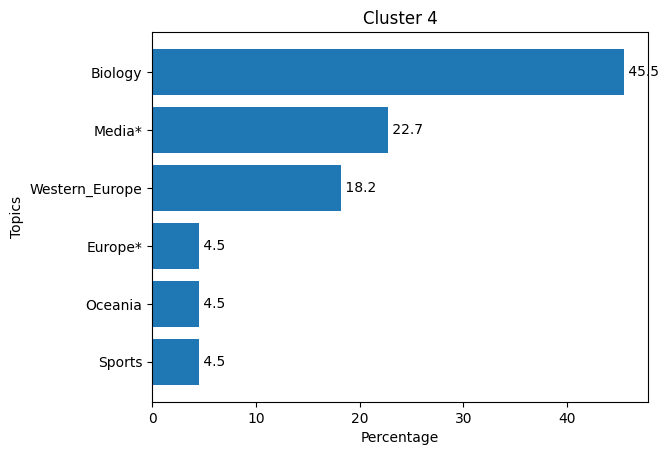 Cluster 4
Biology 45.5
Media* 22.7
Western_Europe 18.2
Europe* 4.5
Oceania 4.5
Sports 4.5
Topics
0 10 20 30 40
Percentage